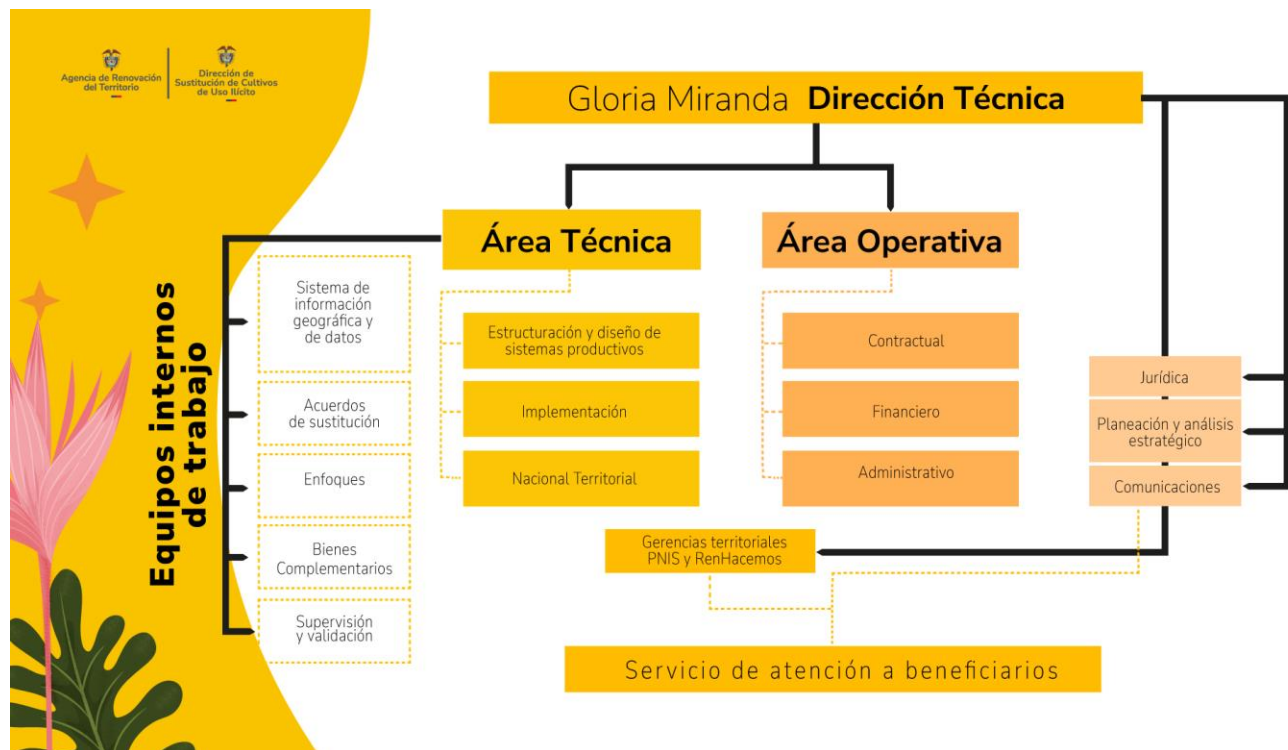 Agencia de Renovación
del Territorio
Dirección de
Sustitución de Cultivos
de Uso Ilícito
Gloria Miranda Dirección Técnica
Área Técnica
Área Operativa
Equipos internos
de trabajo
Sistema de
información
geográfica y
de datos
Acuerdos
de sustitución
Enfoques
Bienes
Complementarios
Supervisión
y validación
Estructuración y diseño de
sistemas productivos
Implementación
Nacional Territorial
Contractual
Financiero
Administrativo
Jurídica
Planeación y análisis
estratégico
Comunicaciones
Gerencias territoriales
PNIS y RenHacemos
Servicio de atención a beneficiarios